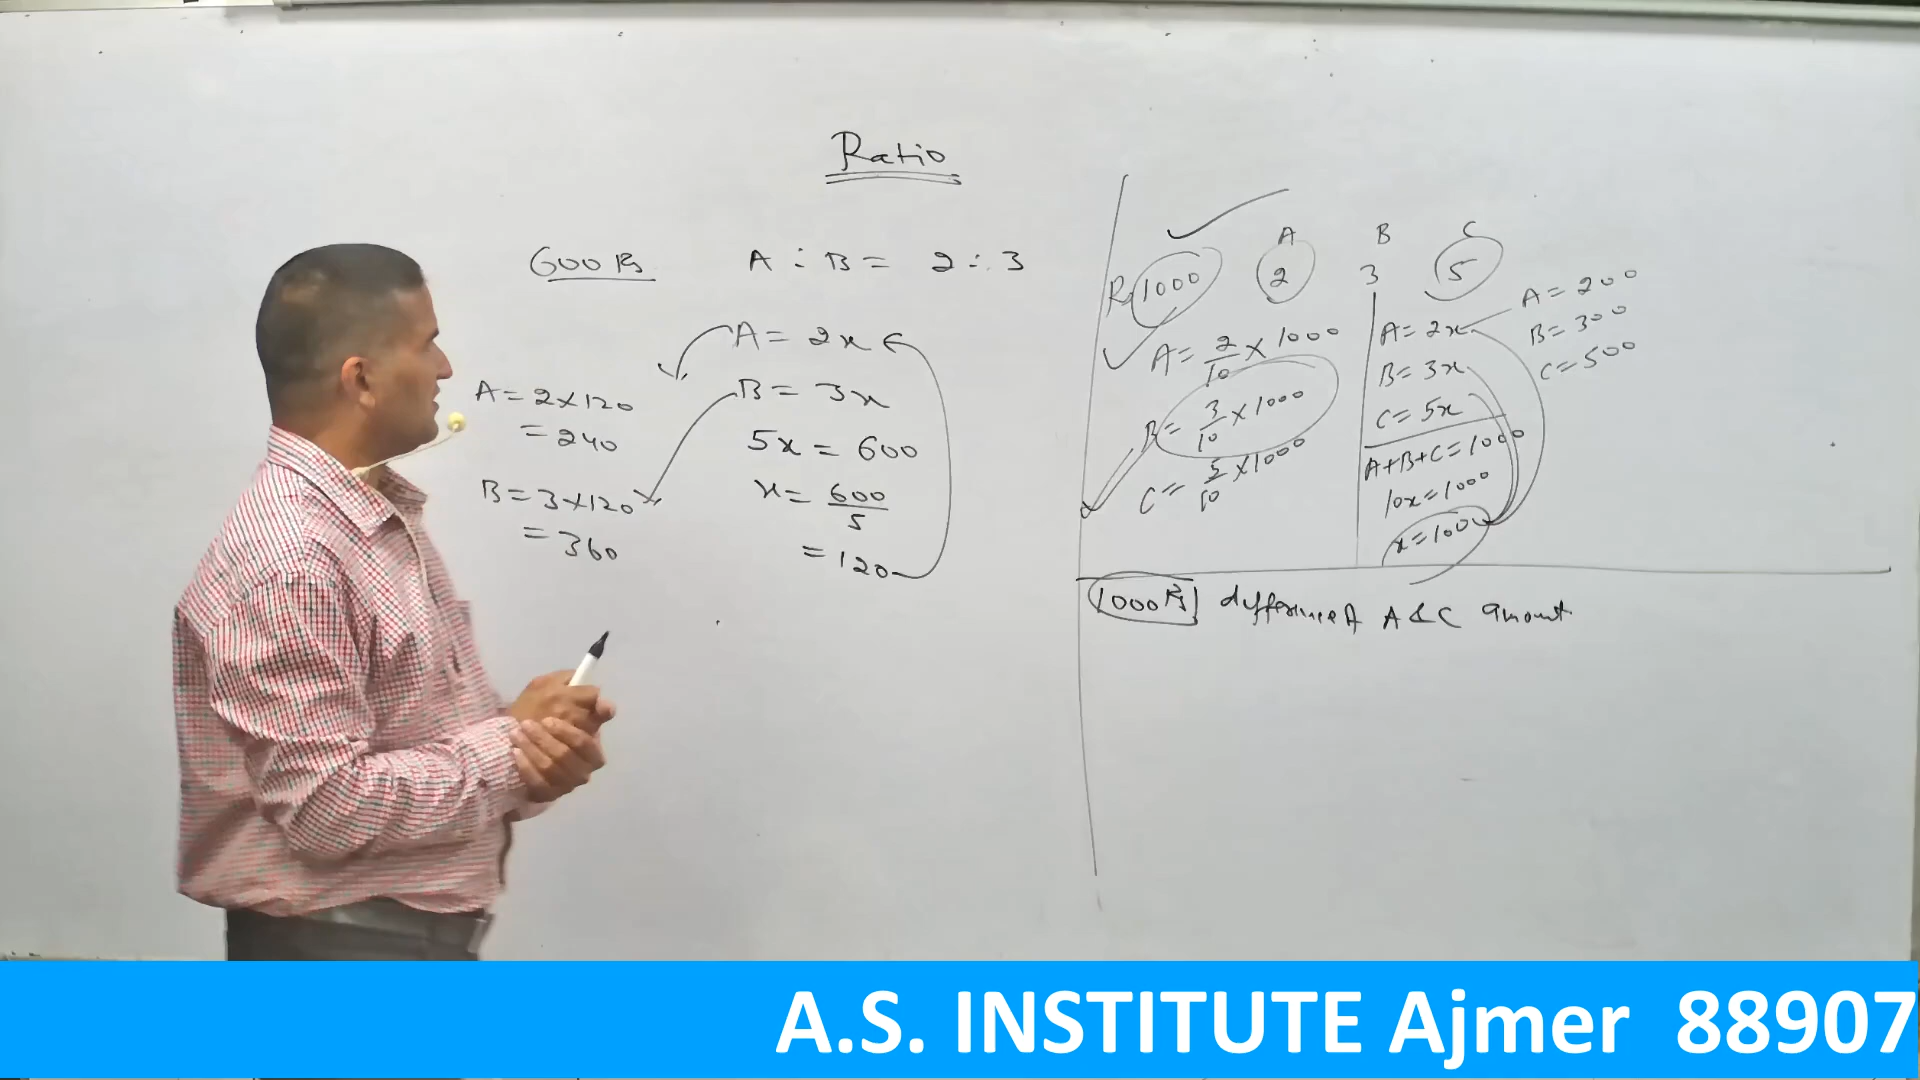 Ratio
600 Rs A : B = 2 : 3
A = 2x
B = 3x
5x = 600
x = 600/5
= 120
A = 2×120
= 240
B = 3×120
= 360
A B C
Rs 1000 2 3 5
A = 2/10 × 1000
B = 3/10 × 1000
C = 5/10 × 1000
A = 2x
B = 3x
C = 5x
A+B+C = 1000
10x = 1000
x = 100
A = 200
B = 300
C = 500
1000 Rs difference of A & C amount
A.S. INSTITUTE Ajmer 88907